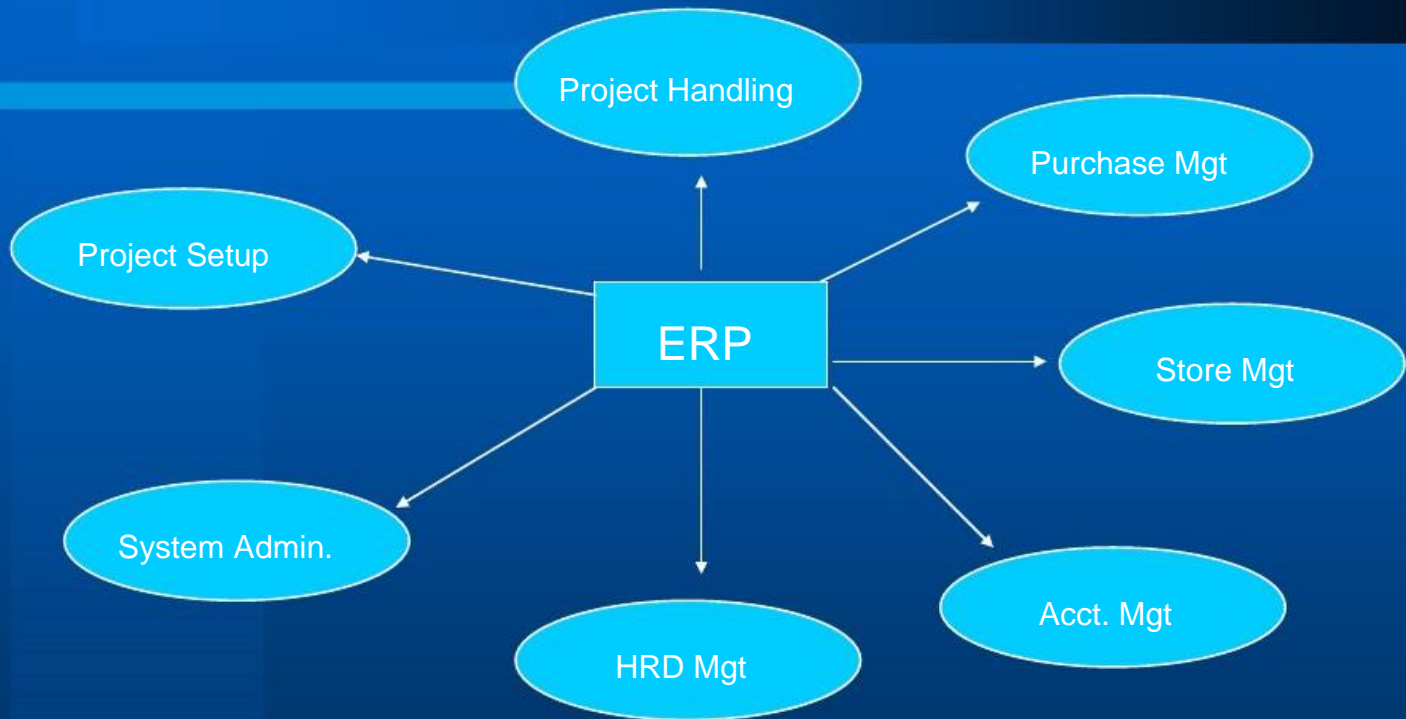 Project Handling
Purchase Mgt
Project Setup
ERP
Store Mgt
System Admin.
Acct. Mgt
HRD Mgt